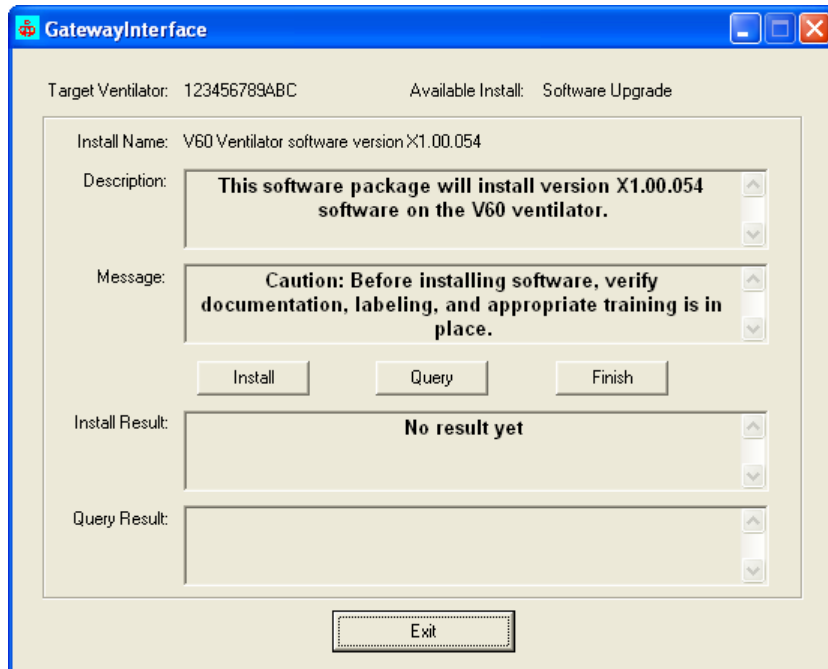 GatewayInterface
Target Ventilator: 123456789ABC Available Install: Software Upgrade
Install Name: V60 Ventilator software version X1.00.054
Description: This software package will install version X1.00.054
software on the V60 ventilator.
Message: Caution: Before installing software, verify
documentation, labeling, and appropriate training is in
place.
Install Query Finish
Install Result: No result yet
Query Result:
Exit